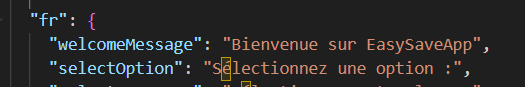 "fr": {
"welcomeMessage": "Bienvenue sur EasySaveApp",
"selectOption": "Sélectionnez une option :",